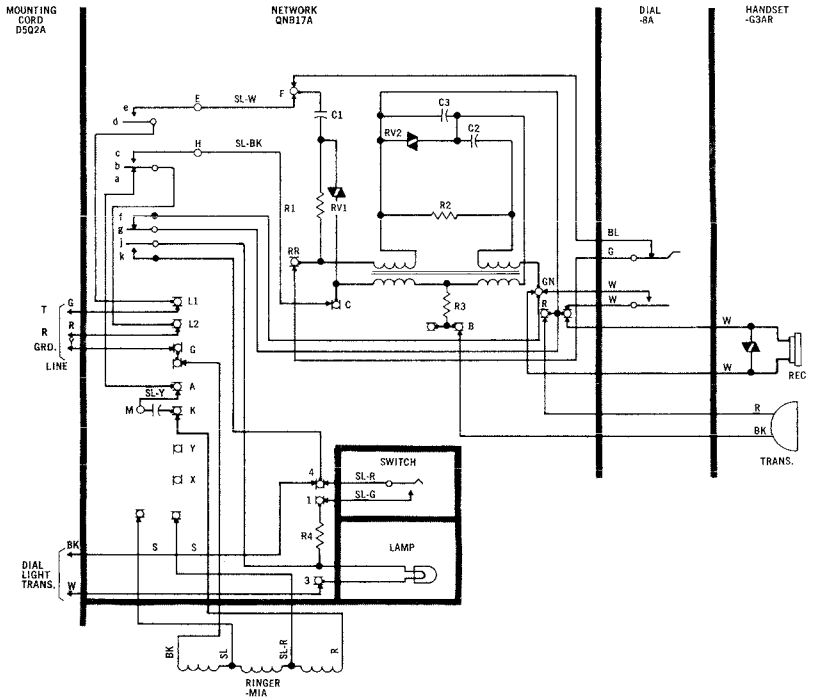 MOUNTING
CORD
D5Q2A
NETWORK
QNB17A
DIAL
-8A
HANDSET
-G3AR
e
E
SL-W
F
C1
d
c
H
SL-BK
b
a
C3
RV2
C2
R1
RV1
R2
f
g
j
k
RR
C
R3
B
GN
R
BL
G
W
W
T
G
L1
R
R
L2
GRD.
Y
G
LINE
A
SL-Y
M
K
Y
X
W
W
REC
R
BK
TRANS.
SWITCH
4
SL-R
1
SL-G
R4
LAMP
3
BK
S
S
DIAL
LIGHT
TRANS.
W
BK
SL
SL-R
R
RINGER
-MIA